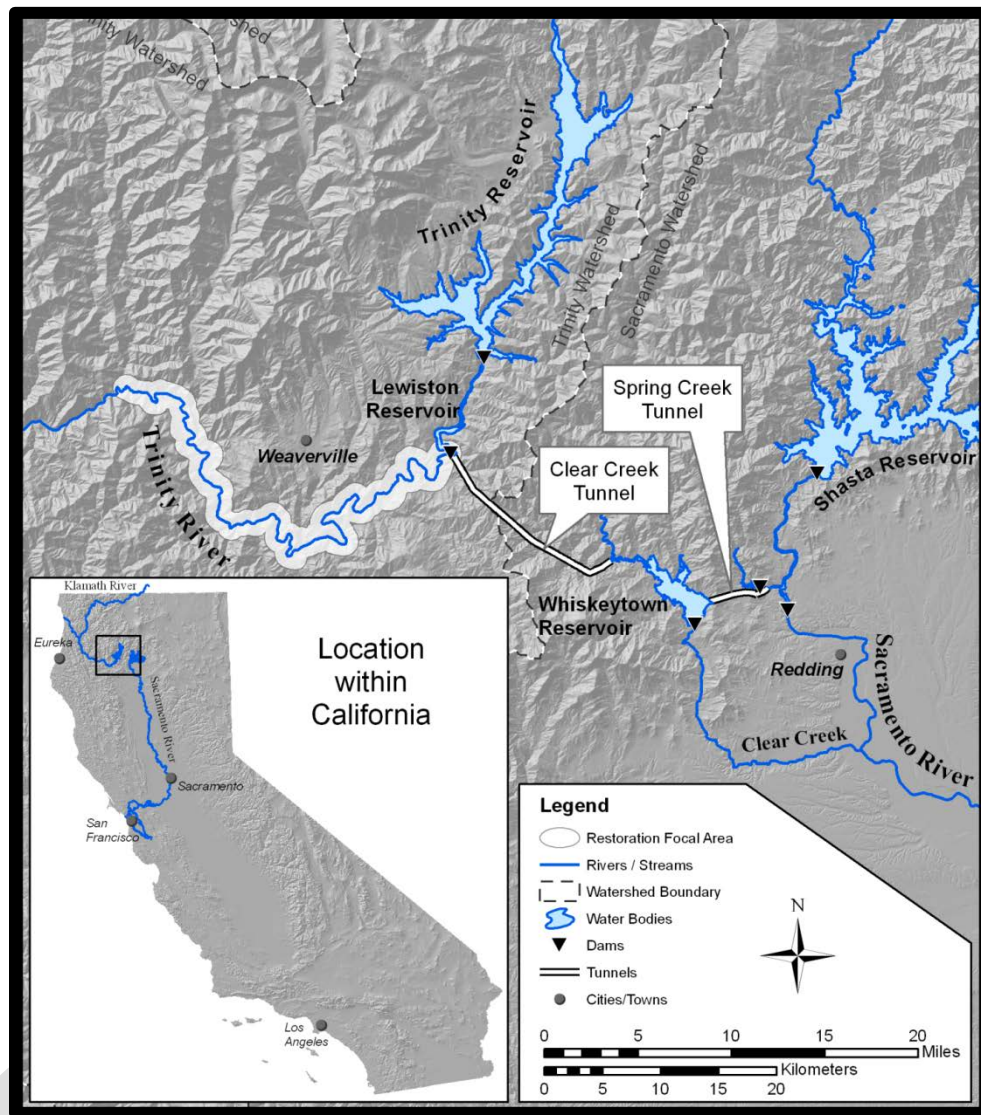 Trinity Watershed
Sacramento Watershed
Trinity Reservoir
Trinity Watershed
Sacramento Watershed
Lewiston
Reservoir
Spring Creek
Tunnel
Weaverville
Clear Creek
Tunnel
Shasta Reservoir
Trinity River
Whiskeytown
Reservoir
Redding
Sacramento River
Clear Creek
Klamath River
Eureka
Sacramento River
Sacramento
San
Francisco
Los
Angeles
Location
within
California
Legend
Restoration Focal Area
Rivers / Streams
Watershed Boundary
Water Bodies
Dams
Tunnels
Cities/Towns
N
0 5 10 15 20
Miles
Kilometers
0 5 10 15 20